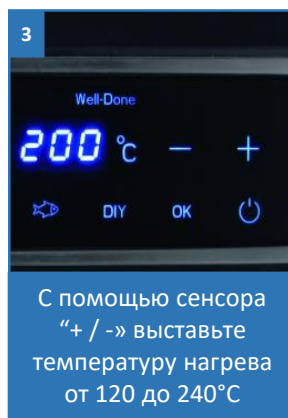 3
Well-Done
200 °C − +
DIY OK
С помощью сенсора
“+ / -» выставьте
температуру нагрева
от 120 до 240°С